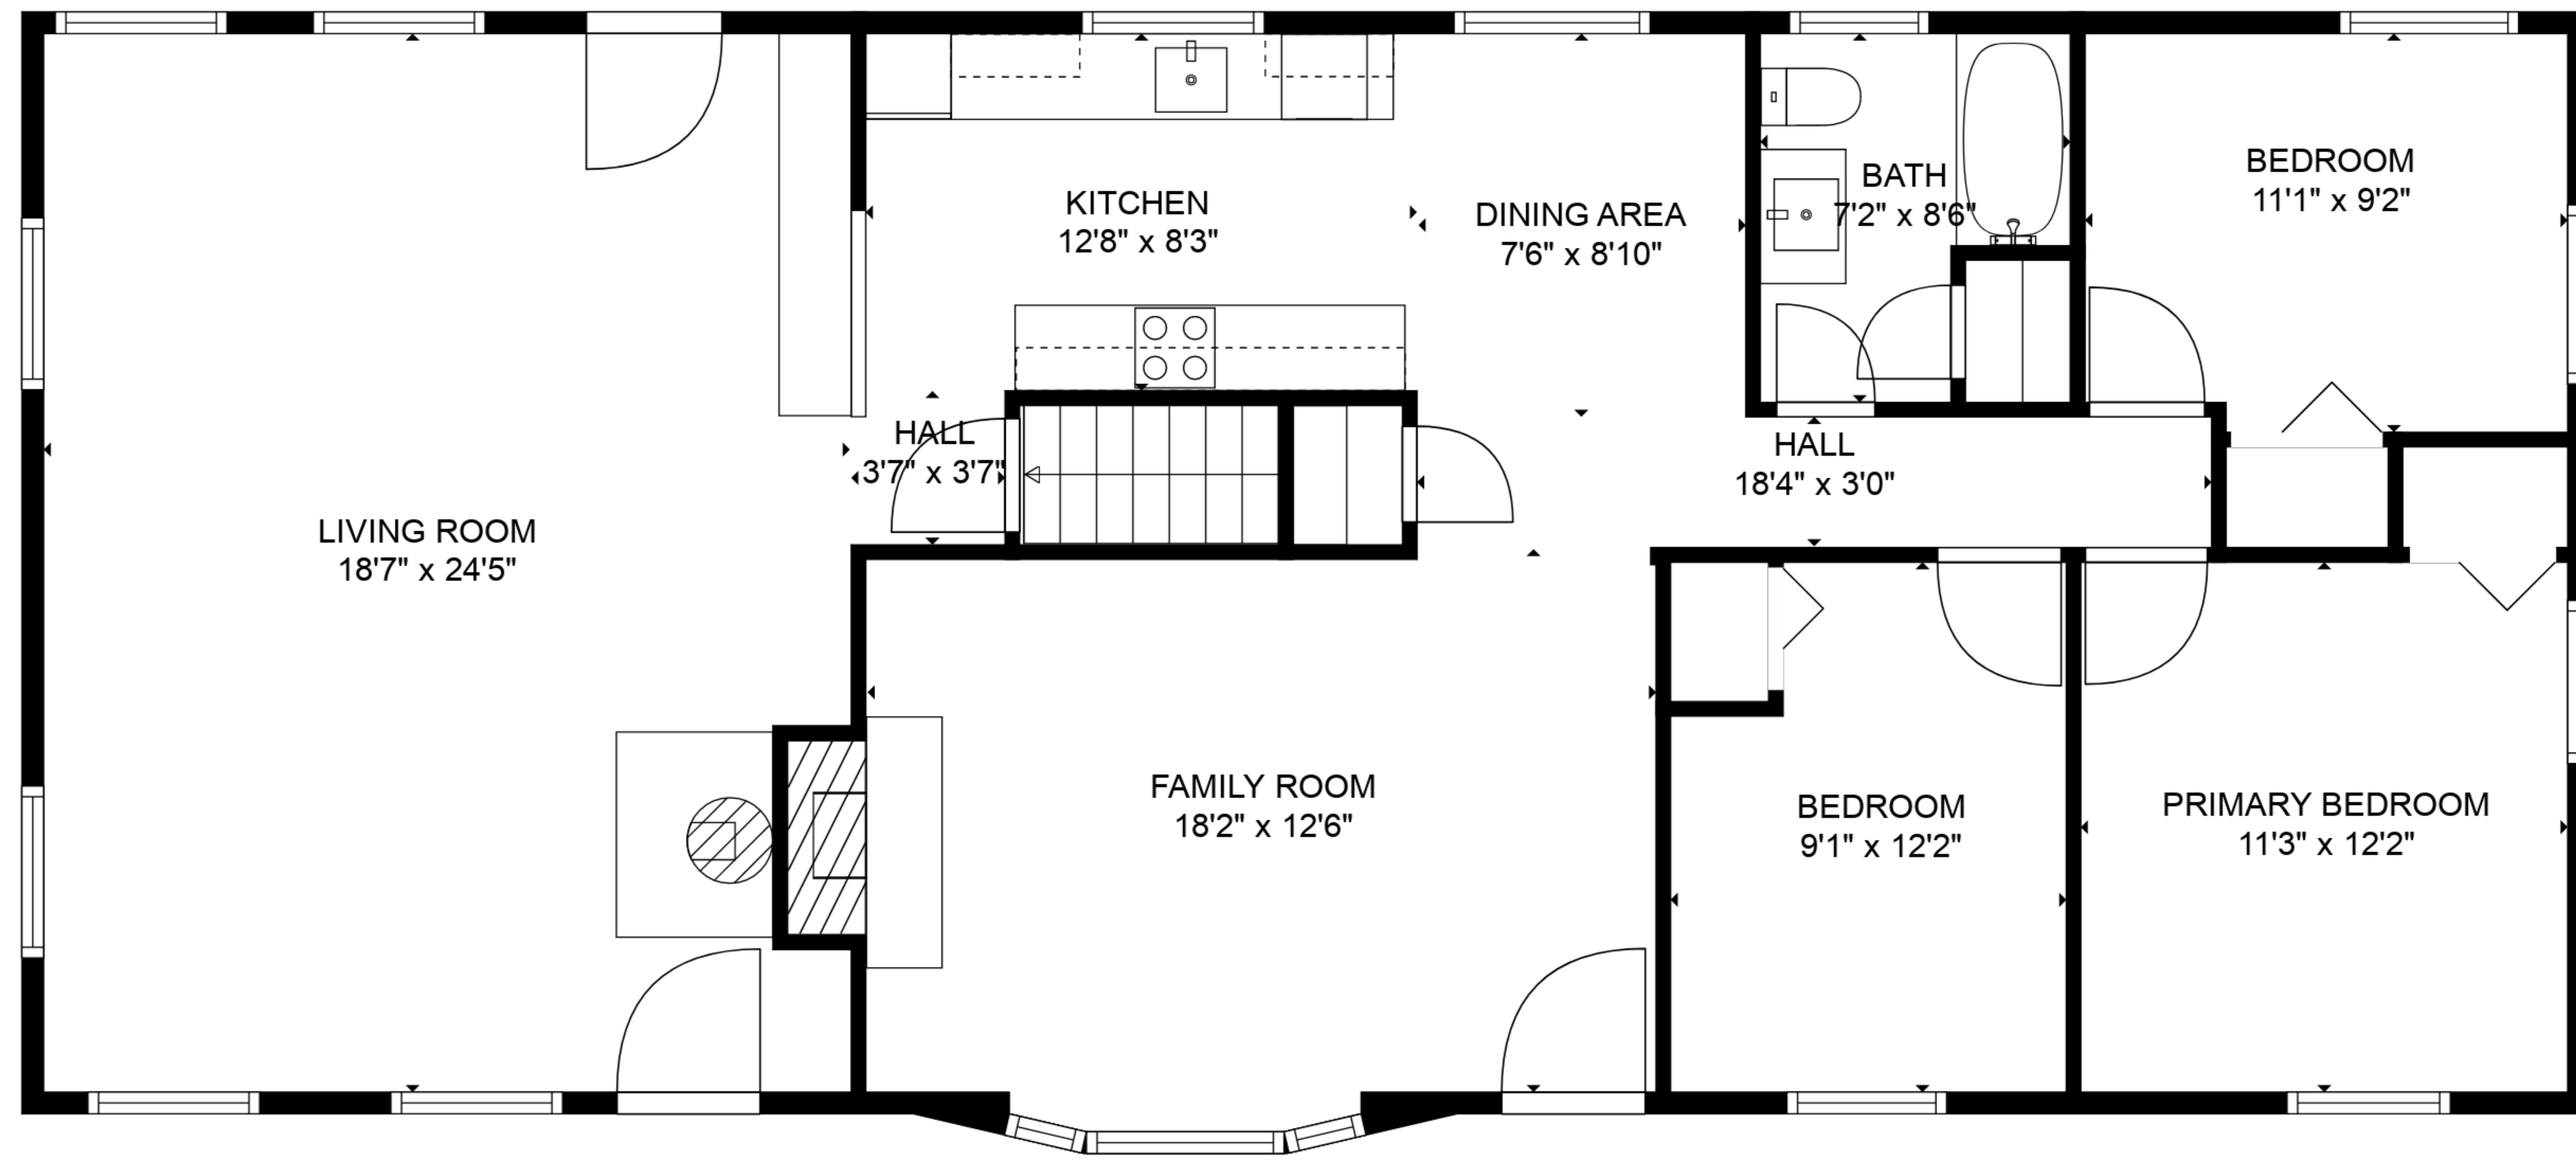 KITCHEN
12'8" x 8'3"
DINING AREA
7'6" x 8'10"
BATH
7'2" x 8'6"
BEDROOM
11'1" x 9'2"
HALL
3'7" x 3'7"
HALL
18'4" x 3'0"
LIVING ROOM
18'7" x 24'5"
FAMILY ROOM
18'2" x 12'6"
BEDROOM
9'1" x 12'2"
PRIMARY BEDROOM
11'3" x 12'2"